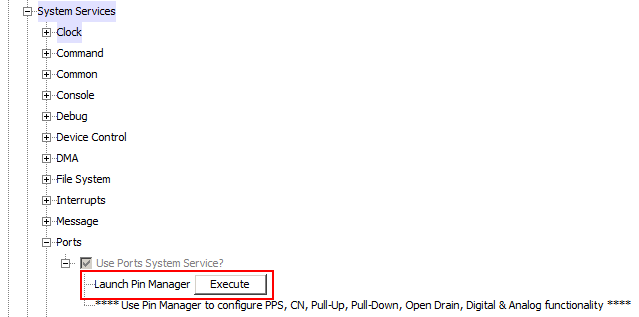 System Services
Clock
Command
Common
Console
Debug
Device Control
DMA
File System
Interrupts
Message
Ports
Use Ports System Service?
Launch Pin Manager Execute
**** Use Pin Manager to configure PPS, CN, Pull-Up, Pull-Down, Open Drain, Digital & Analog functionality ****